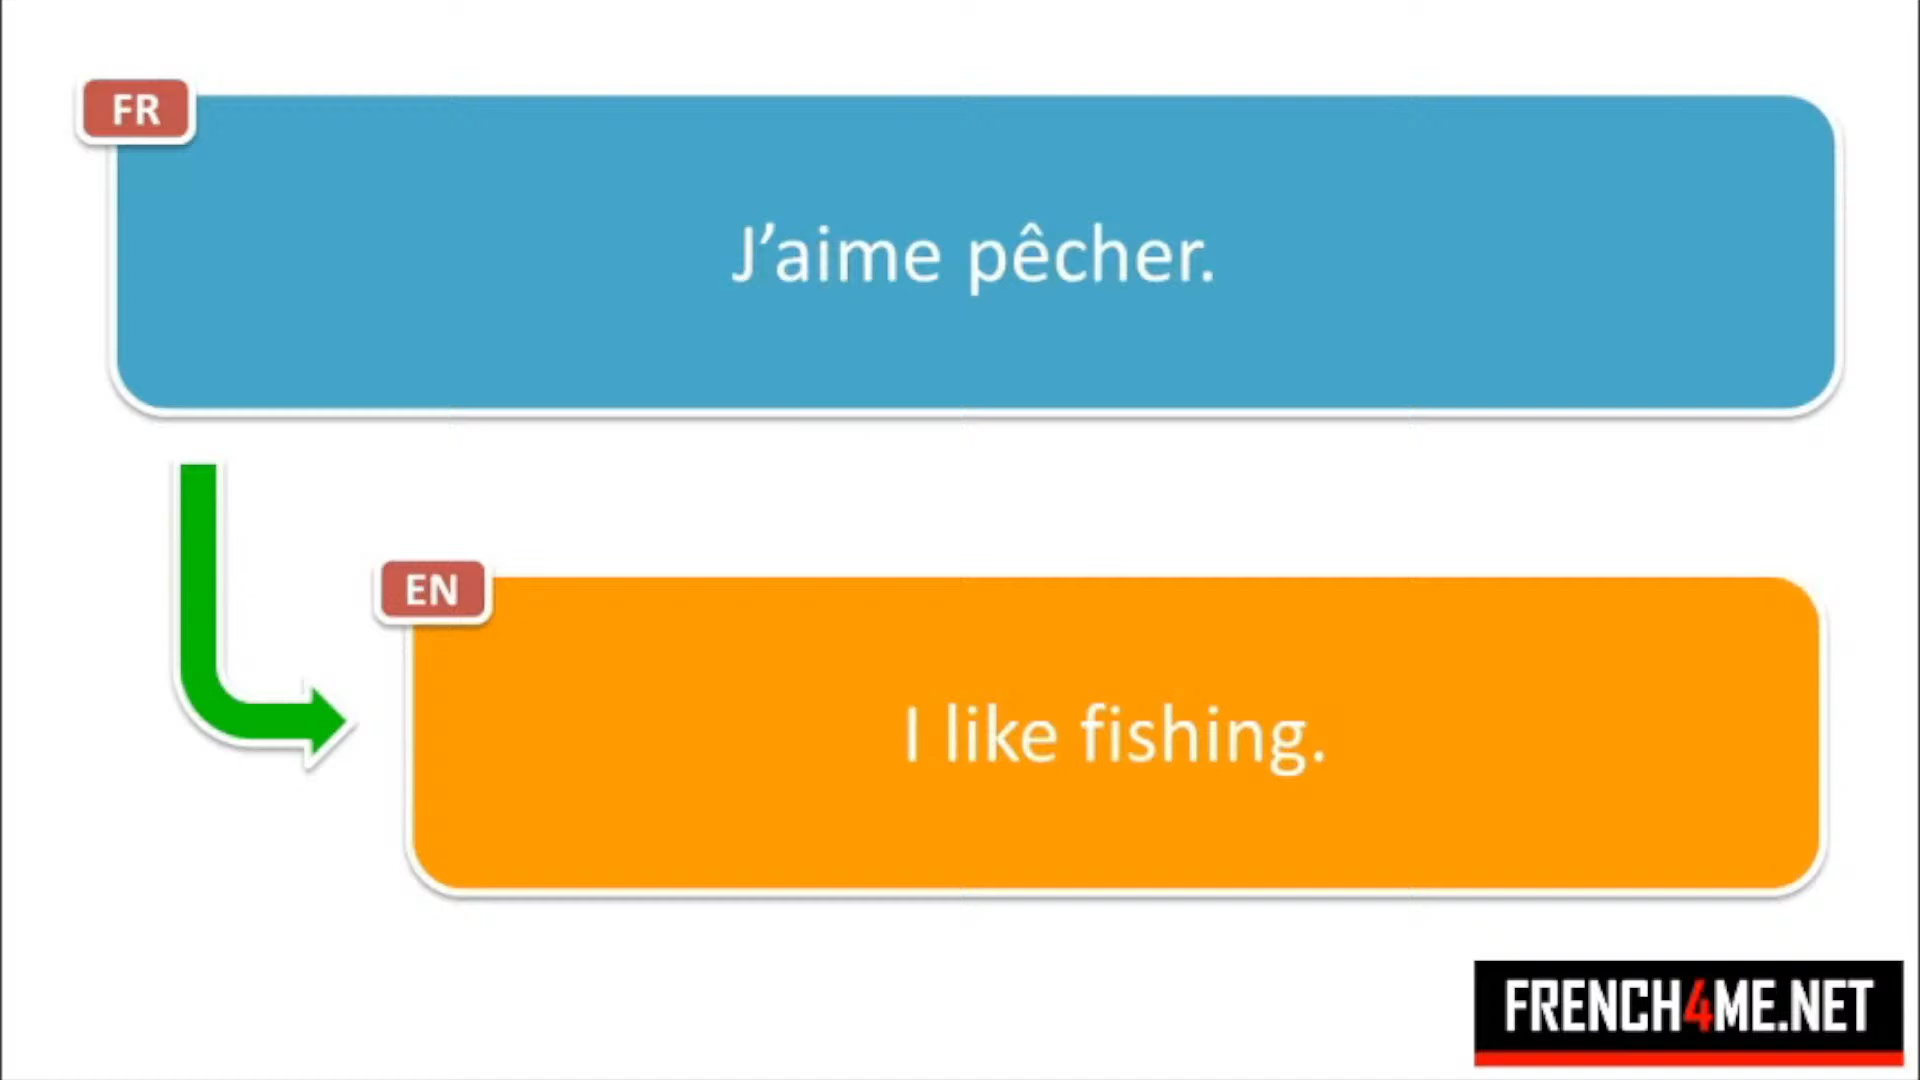 FR
J’aime pêcher.
EN
I like fishing.
FRENCH4ME.NET